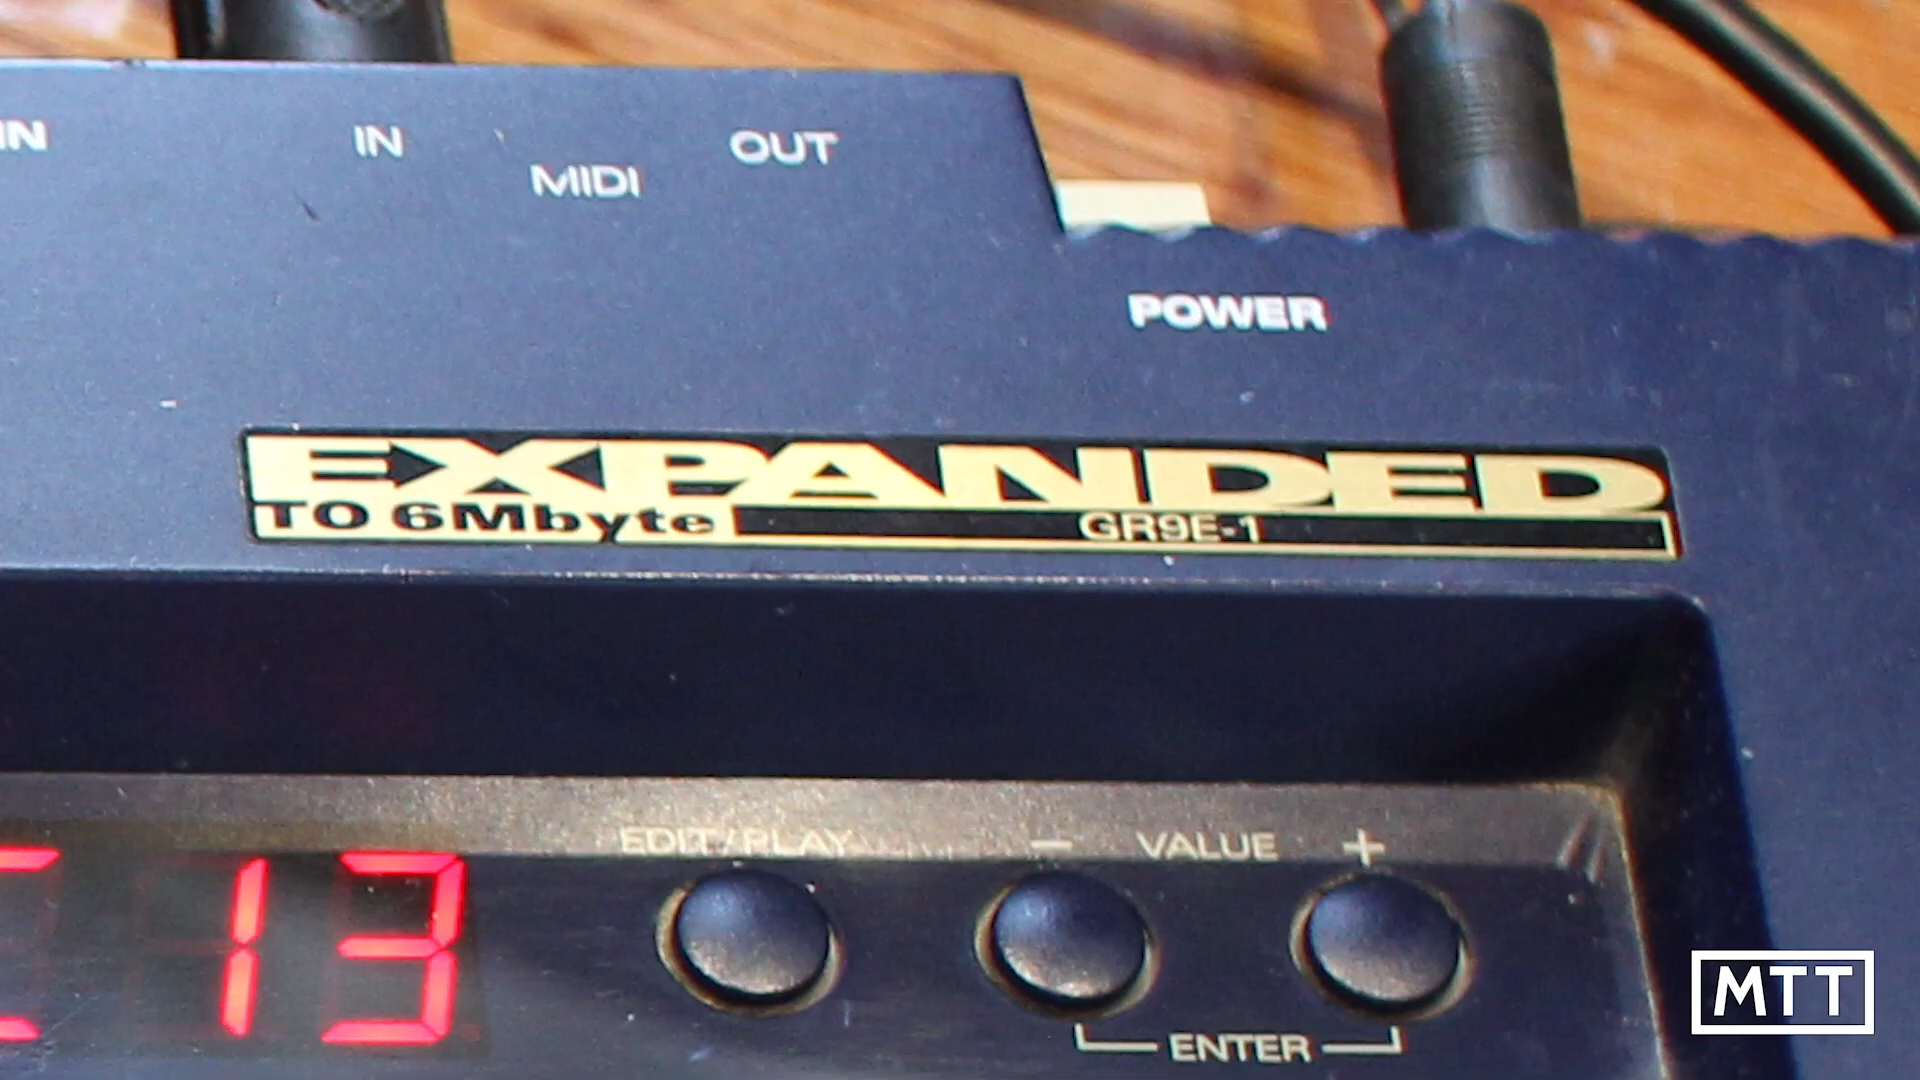 IN
IN
OUT
MIDI
POWER
EXPANDED
TO 6Mbyte
GR9E-1
EDIT/PLAY
— VALUE +
13
ENTER
MTT